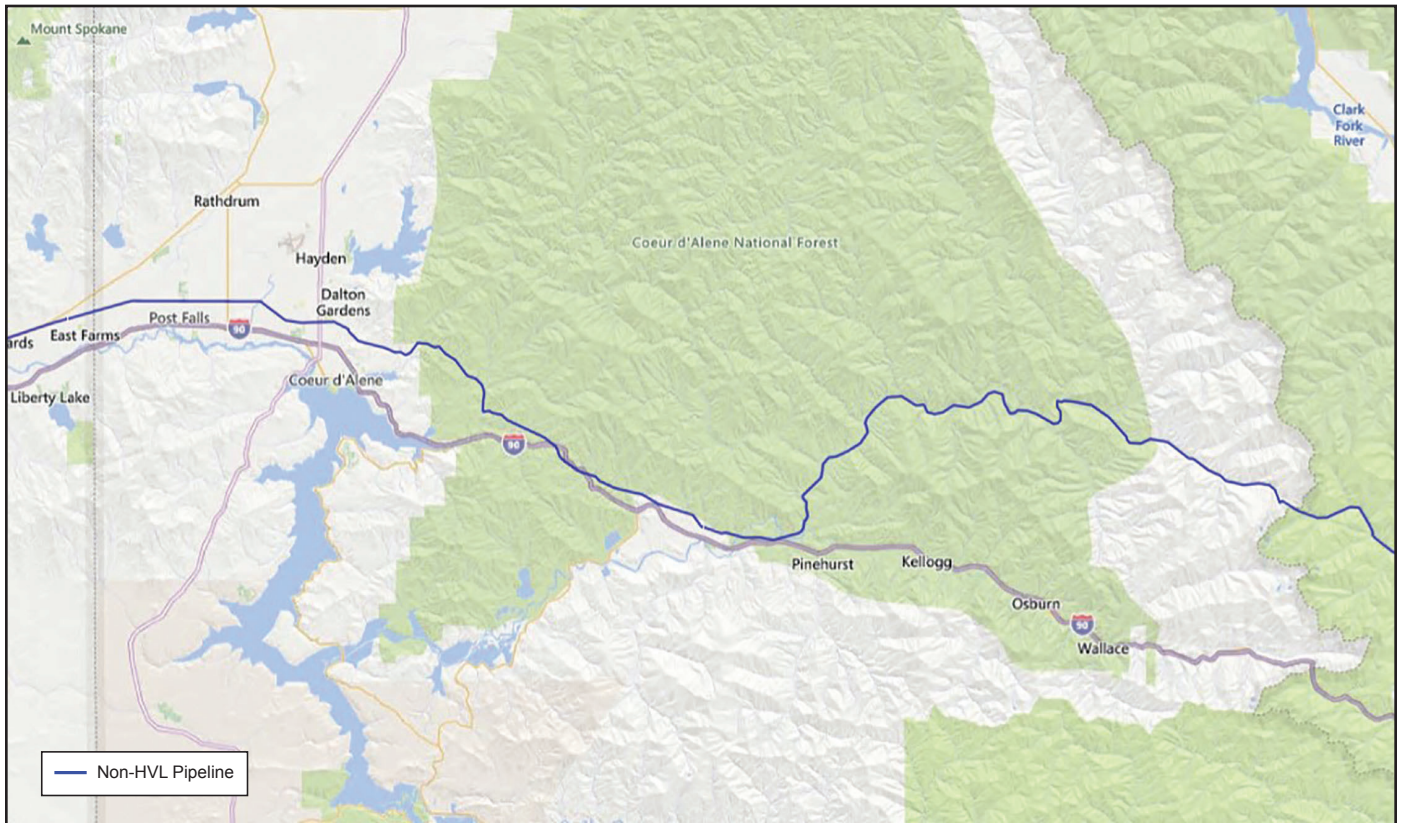 Mount Spokane
Clark
Fork
River
Rathdrum
Coeur d'Alene National Forest
Hayden
Dalton
Gardens
Post Falls
90
East Farms
ards
Coeur d'Alene
Liberty Lake
90
Pinehurst
Kellogg
Osburn
90
Wallace
Non-HVL Pipeline